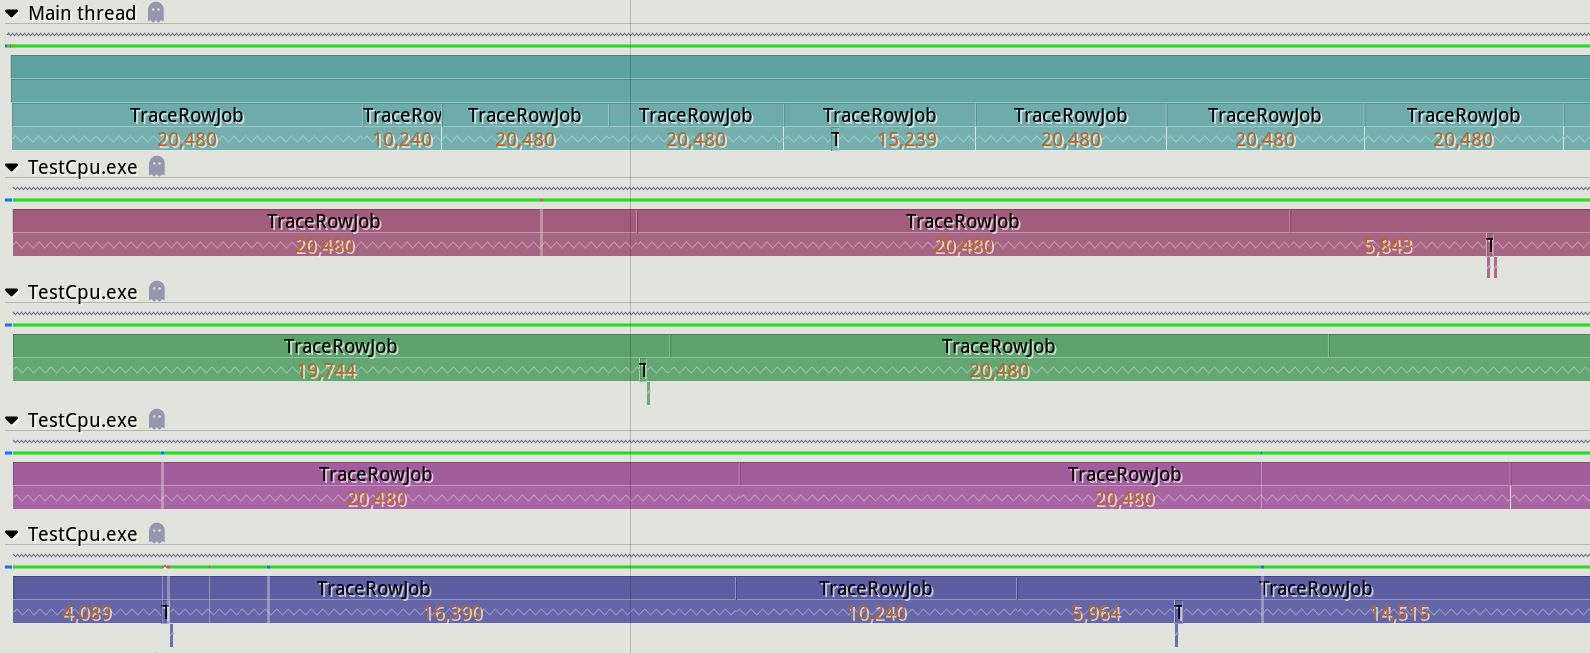 Main thread
TraceRowJob TraceRow TraceRowJob TraceRowJob TraceRowJob TraceRowJob TraceRowJob TraceRowJob
20,480 10,240 20,480 20,480 T 15,239 20,480 20,480 20,480
TestCpu.exe
TraceRowJob TraceRowJob
20,480 20,480 5,843 T
TestCpu.exe
TraceRowJob TraceRowJob
19,744 T 20,480
TestCpu.exe
TraceRowJob TraceRowJob
20,480 20,480
TestCpu.exe
TraceRowJob TraceRowJob TraceRowJob
4,089 T 16,390 10,240 5,964 T 14,515